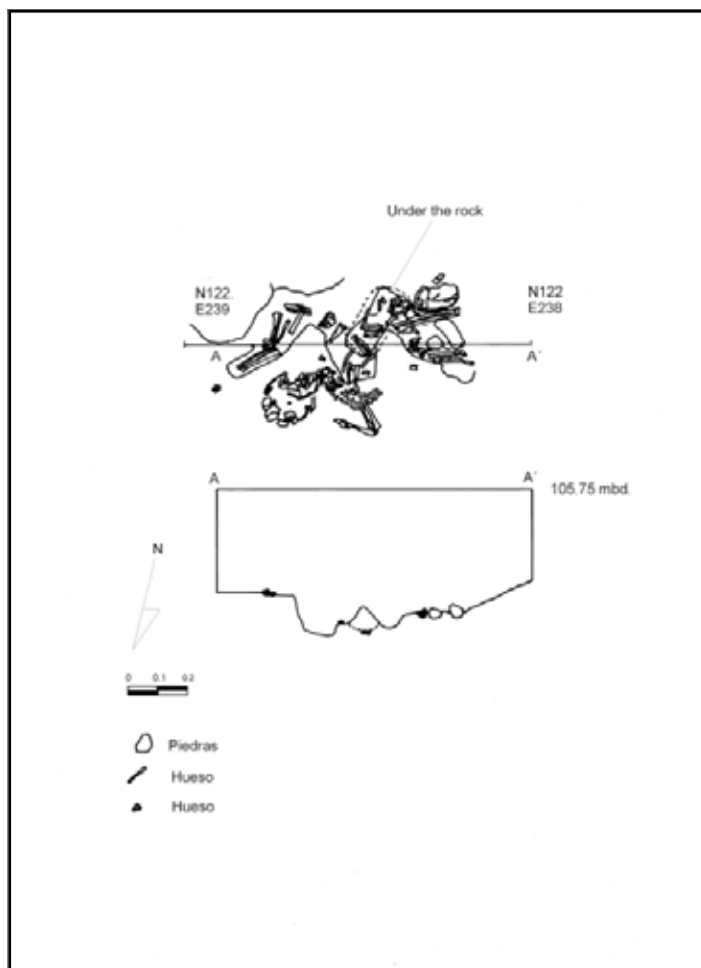 Under the rock
N122.
E239
N122
E238
A
A´
A
A´
105.75 mbd.
N
0 0.1 0.2
Piedras
Hueso
Hueso